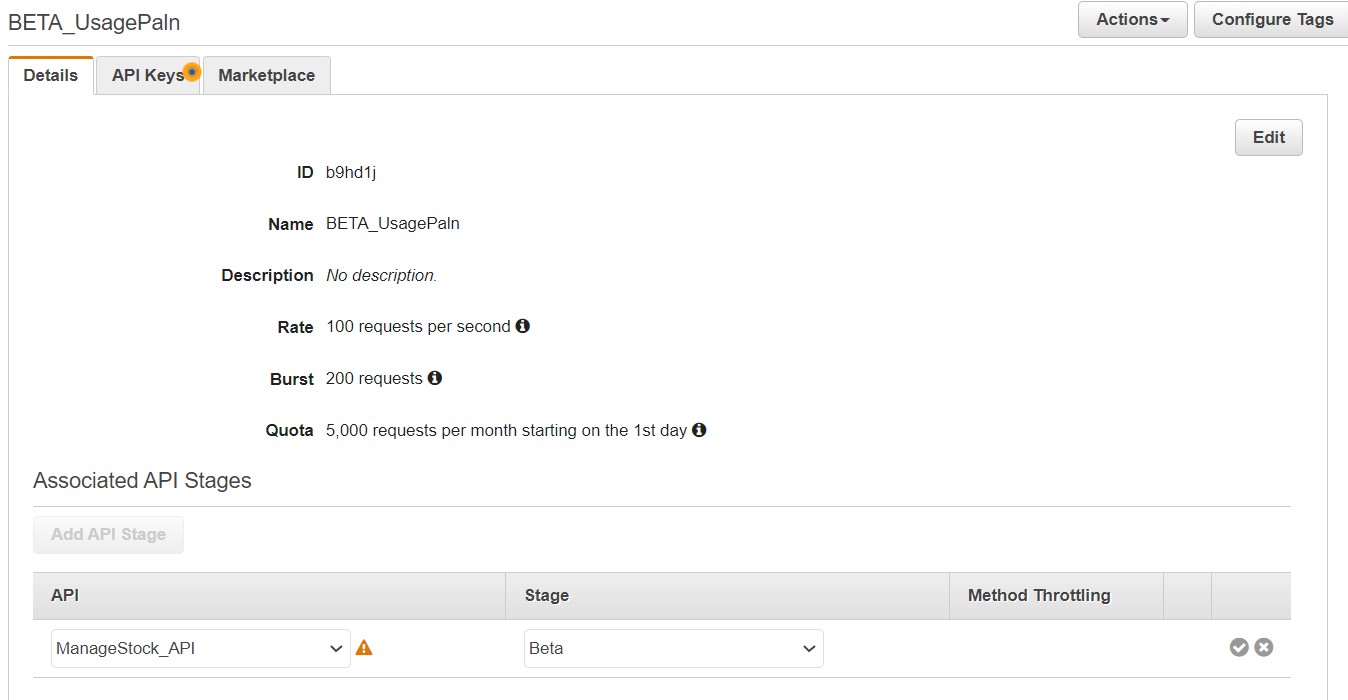 BETA_UsagePaln
Actions
Configure Tags
Details
API Keys
Marketplace
Edit
ID b9hd1j
Name BETA_UsagePaln
Description No description.
Rate 100 requests per second
Burst 200 requests
Quota 5,000 requests per month starting on the 1st day
Associated API Stages
Add API Stage
API Stage Method Throttling
ManageStock_API Beta